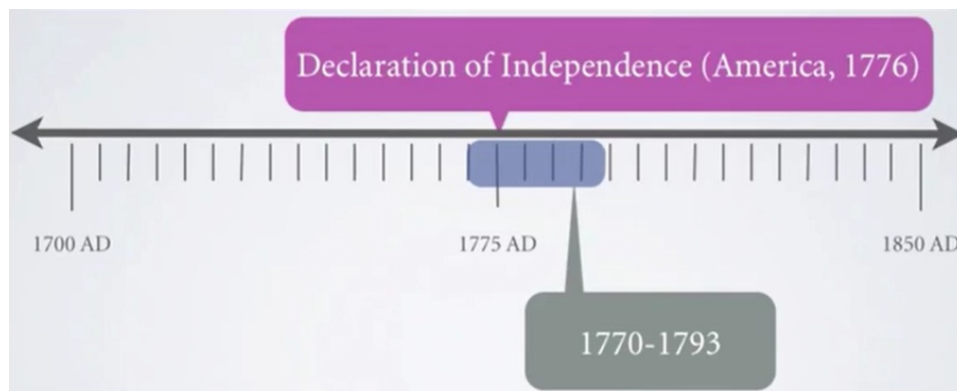 Declaration of Independence (America, 1776)
1700 AD
1775 AD
1850 AD
1770-1793